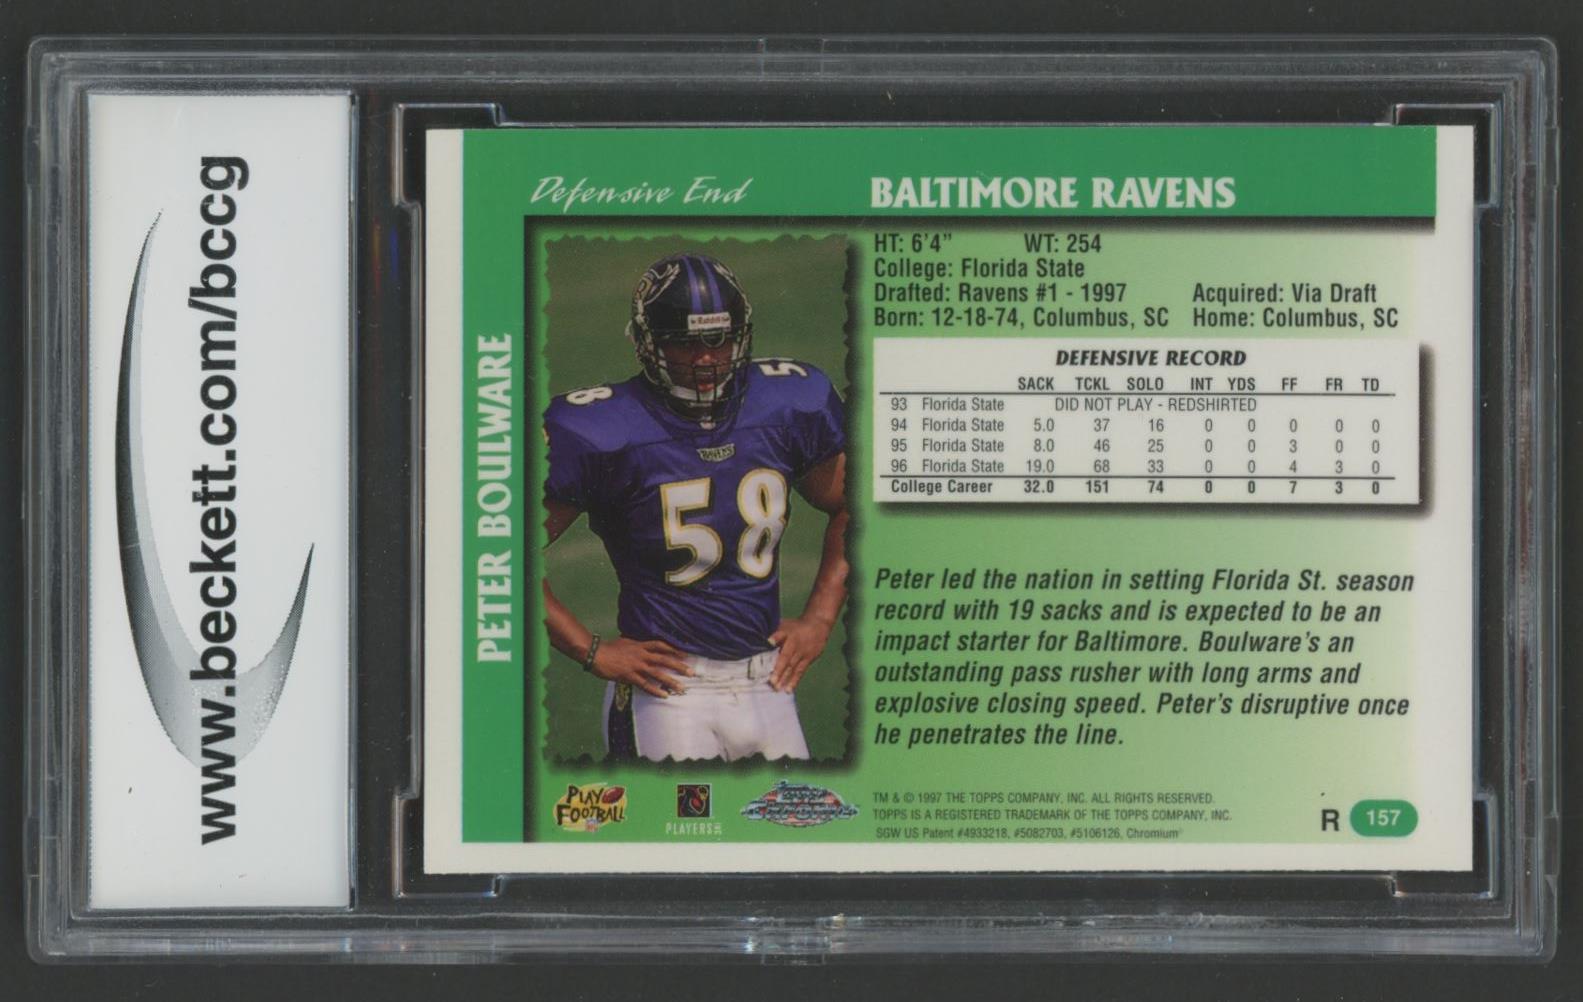 www.beckett.com/bccg
Defensive End
BALTIMORE RAVENS
PETER BOULWARE
HT: 6'4" WT: 254
College: Florida State
Drafted: Ravens #1 - 1997 Acquired: Via Draft
Born: 12-18-74, Columbus, SC Home: Columbus, SC
DEFENSIVE RECORD
SACK TCKL SOLO INT YDS FF FR TD
93 Florida State DID NOT PLAY - REDSHIRTED
94 Florida State 5.0 37 16 0 0 0 0 0
95 Florida State 8.0 46 25 0 0 3 0 0
96 Florida State 19.0 68 33 0 0 4 3 0
College Career 32.0 151 74 0 0 7 3 0
Riddell
58
58
RAVENS
58
Peter led the nation in setting Florida St. season
record with 19 sacks and is expected to be an
impact starter for Baltimore. Boulware's an
outstanding pass rusher with long arms and
explosive closing speed. Peter's disruptive once
he penetrates the line.
PLAY
FOOTBALL
PLAYERS INC
Topps
Chrome
TM & © 1997 THE TOPPS COMPANY, INC. ALL RIGHTS RESERVED.
TOPPS IS A REGISTERED TRADEMARK OF THE TOPPS COMPANY, INC.
SGW US Patent #4933218, #5082703, #5106126, Chromium®
R 157